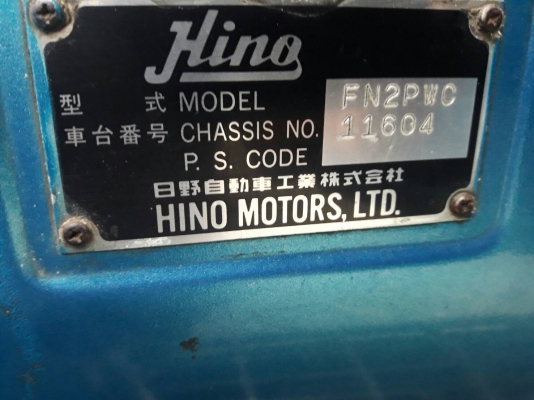 Hino
型 式 MODEL FN2PWC
車台番号 CHASSIS NO. 11604
P. S. CODE
日野自動車工業株式会社
HINO MOTORS, LTD.